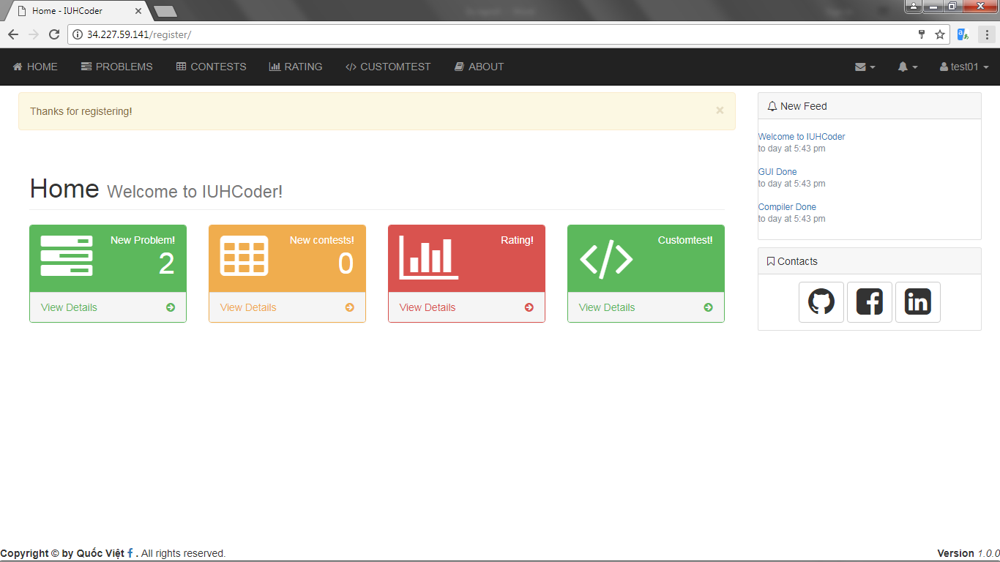 Home - IUHCoder
34.227.59.141/register/
HOME PROBLEMS CONTESTS RATING CUSTOMTEST ABOUT test01
Thanks for registering!
×
Home Welcome to IUHCoder!
New Problem!
2
View Details
New contests!
0
View Details
Rating!
View Details
Customtest!
View Details
New Feed
Welcome to IUHCoder
to day at 5:43 pm
GUI Done
to day at 5:43 pm
Compiler Done
to day at 5:43 pm
Contacts
Copyright © by Quốc Việt f . All rights reserved.
Version 1.0.0